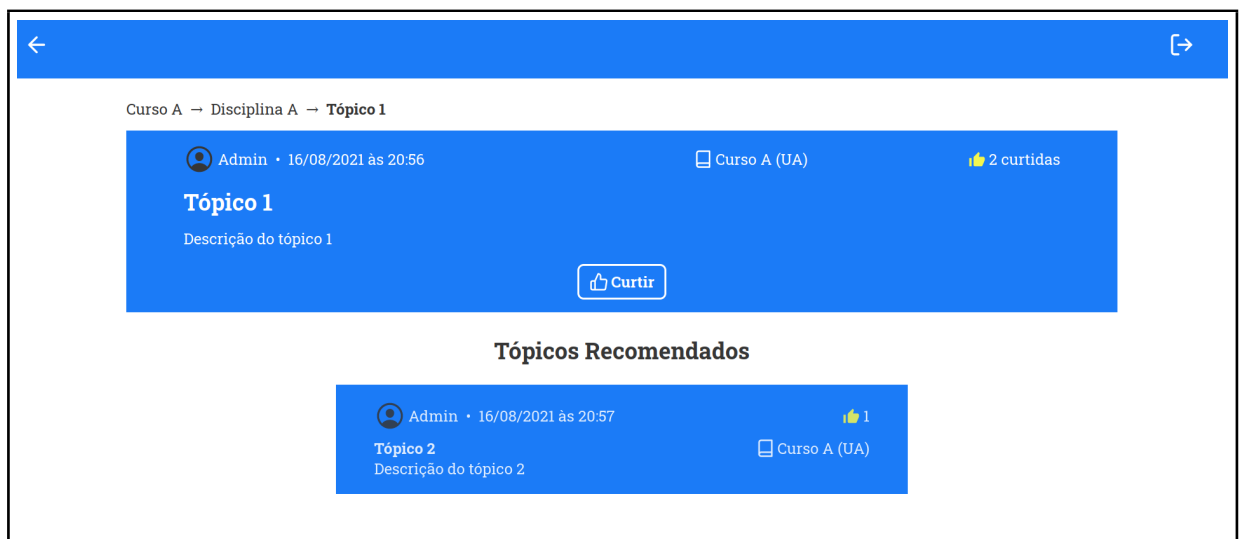 Curso A → Disciplina A → Tópico 1
Admin • 16/08/2021 às 20:56
Curso A (UA)
2 curtidas
Tópico 1
Descrição do tópico 1
Curtir
Tópicos Recomendados
Admin • 16/08/2021 às 20:57
1
Tópico 2
Curso A (UA)
Descrição do tópico 2